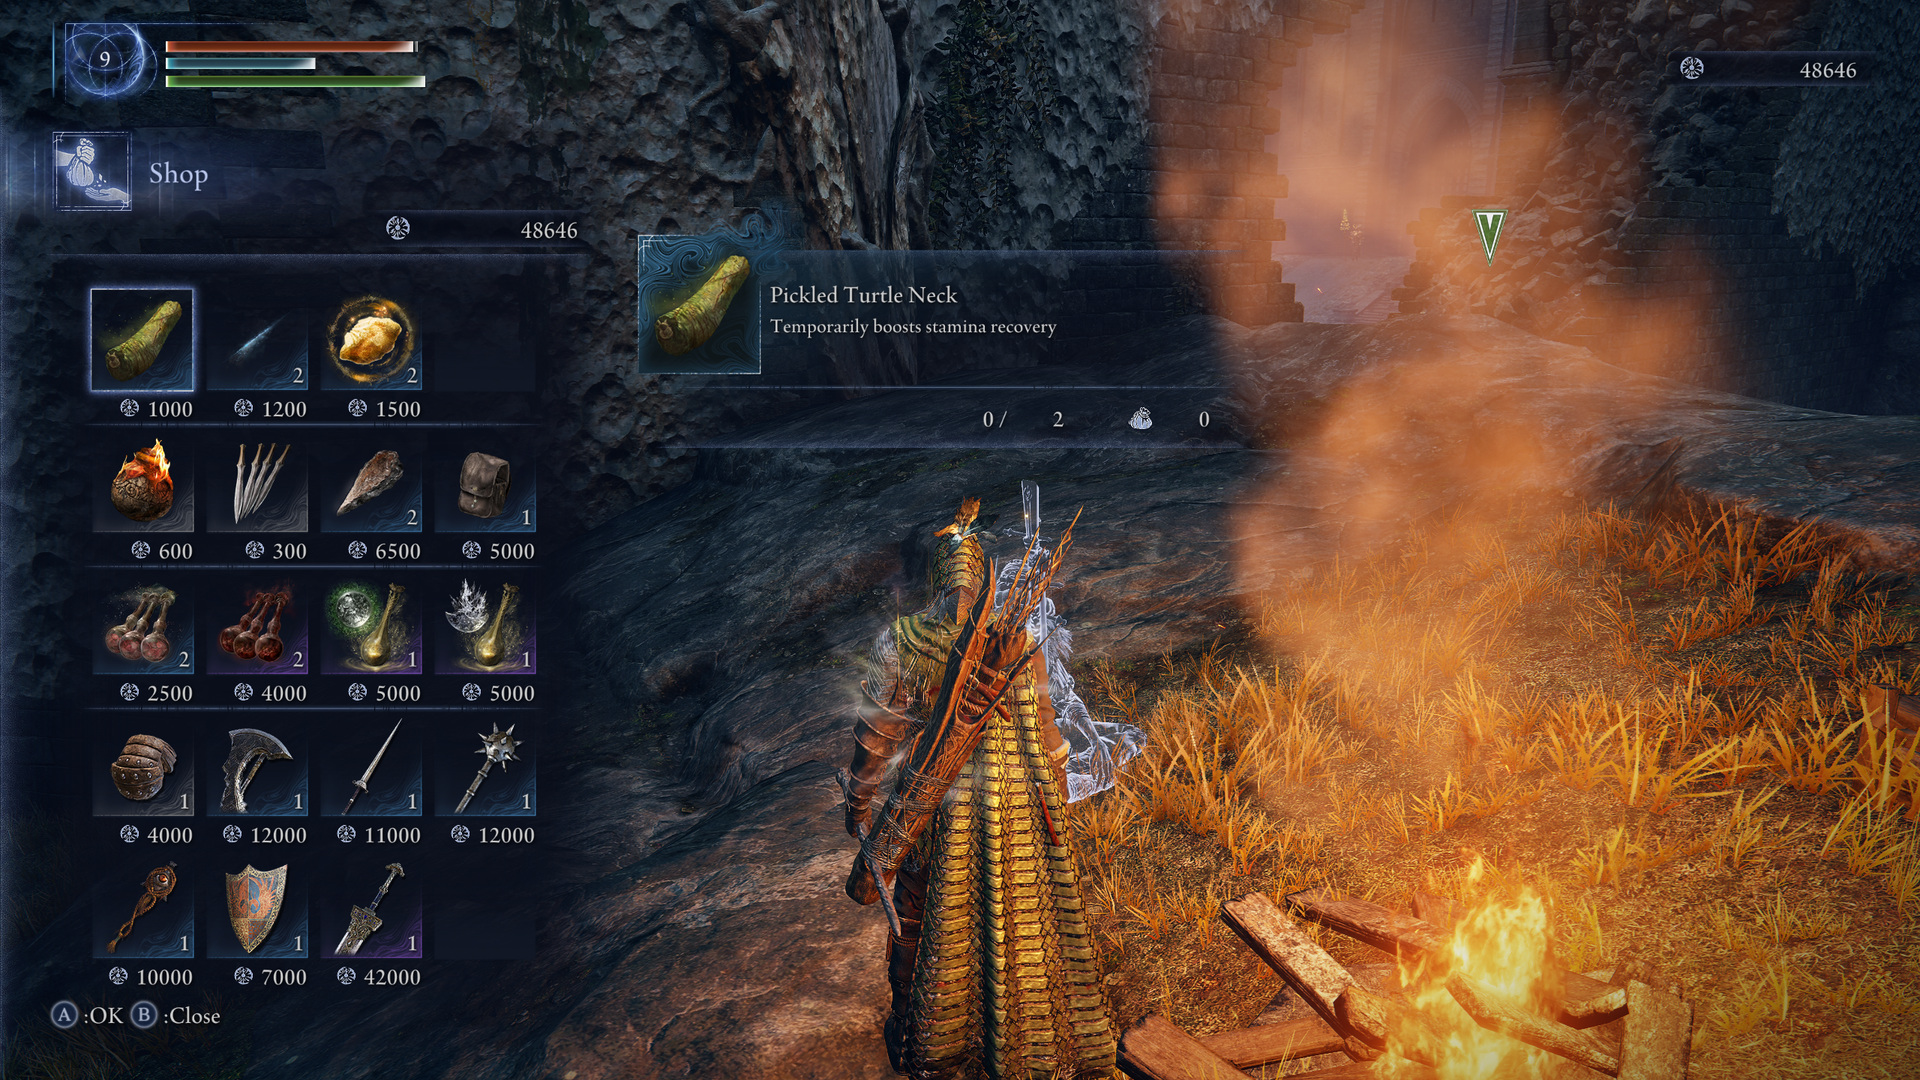 9
48646
Shop
48646
Pickled Turtle Neck
Temporarily boosts stamina recovery
0 / 2 0
2 2
1000 1200 1500
2 1
600 300 6500 5000
2 2 1 1
2500 4000 5000 5000
1 1 1 1
4000 12000 11000 12000
1 1 1
10000 7000 42000
A :OK B :Close